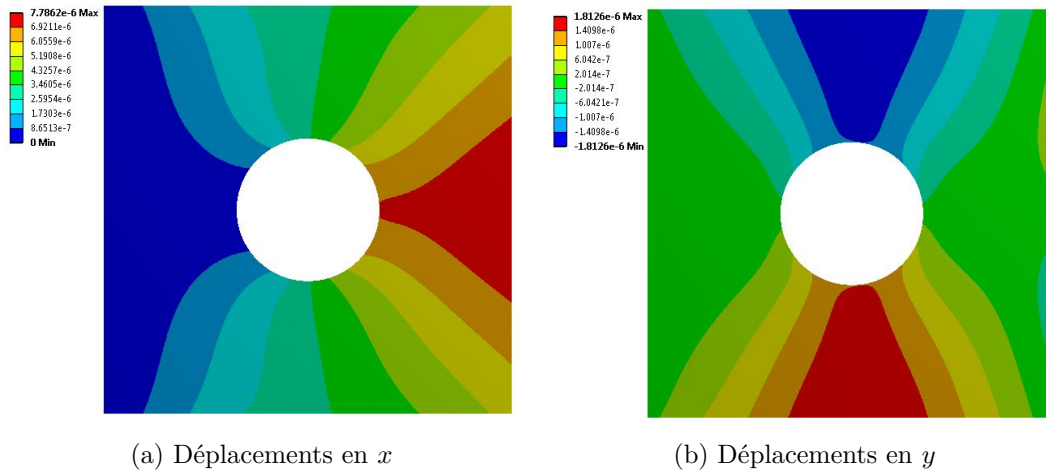 7.7862e-6 Max
6.9211e-6
6.0559e-6
5.1908e-6
4.3257e-6
3.4605e-6
2.5954e-6
1.7303e-6
8.6513e-7
0 Min
1.8126e-6 Max
1.4098e-6
1.007e-6
6.042e-7
2.014e-7
-2.014e-7
-6.0421e-7
-1.007e-6
-1.4098e-6
-1.8126e-6 Min
(a) Déplacements en x
(b) Déplacements en y